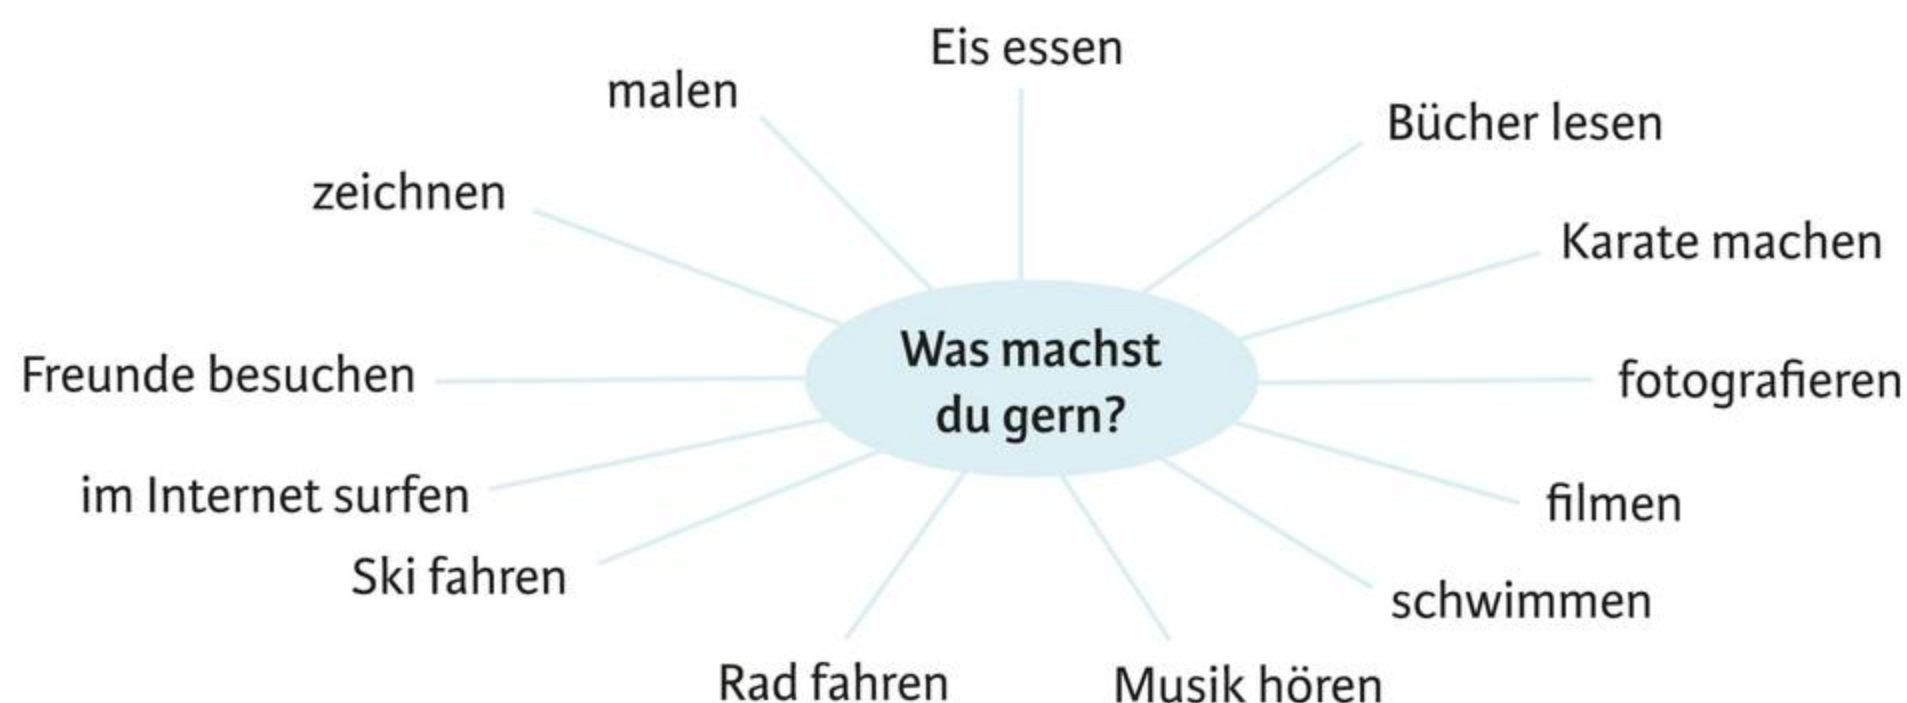 Eis essen
malen
Bücher lesen
zeichnen
Karate machen
Was machst
du gern?
Freunde besuchen
fotografieren
im Internet surfen
filmen
Ski fahren
schwimmen
Rad fahren
Musik hören